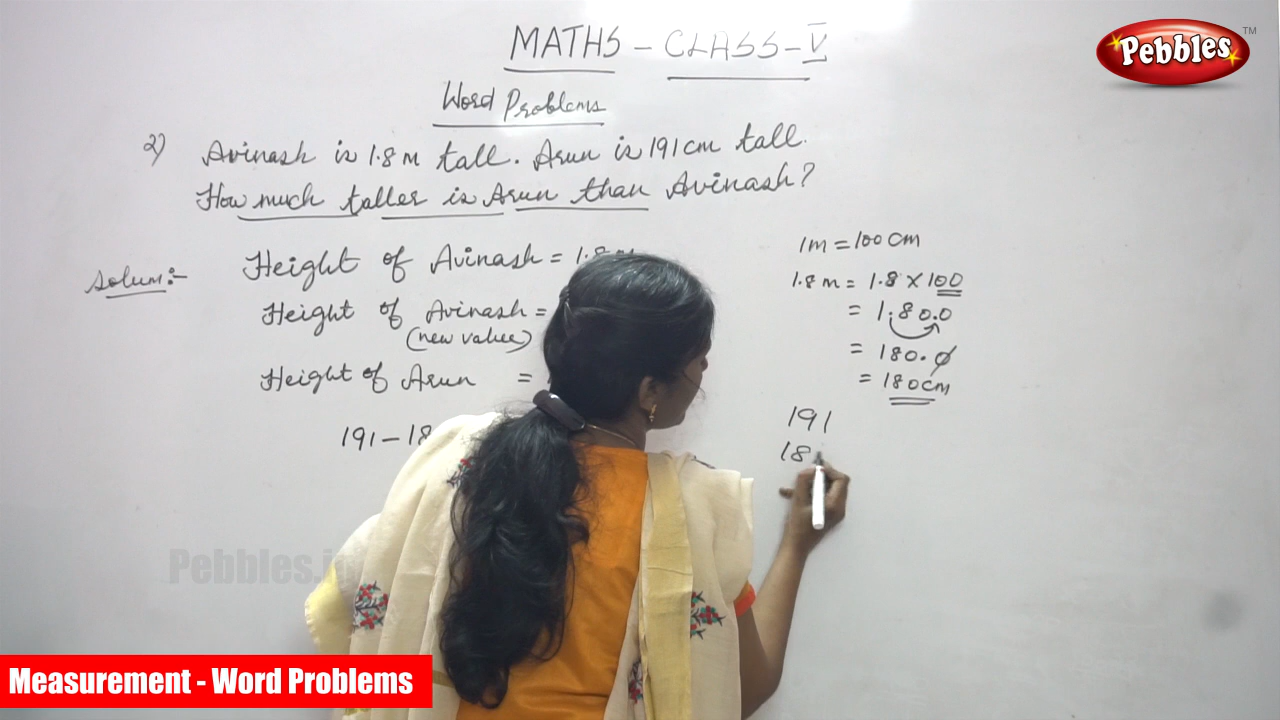 MATHS - CLASS - V
Pebbles TM
Word Problems
2) Avinash is 1.8 m tall. Arun is 191 cm tall.
How much taller is Arun than Avinash?
Solun:- Height of Avinash = 1.8 m
Height of Avinash =
(new value)
Height of Arun =
191 - 18
1m = 100 cm
1.8 m = 1.8 × 100
= 1.80.0
= 180.0
= 180cm
191
18
Pebbles.i
Measurement - Word Problems